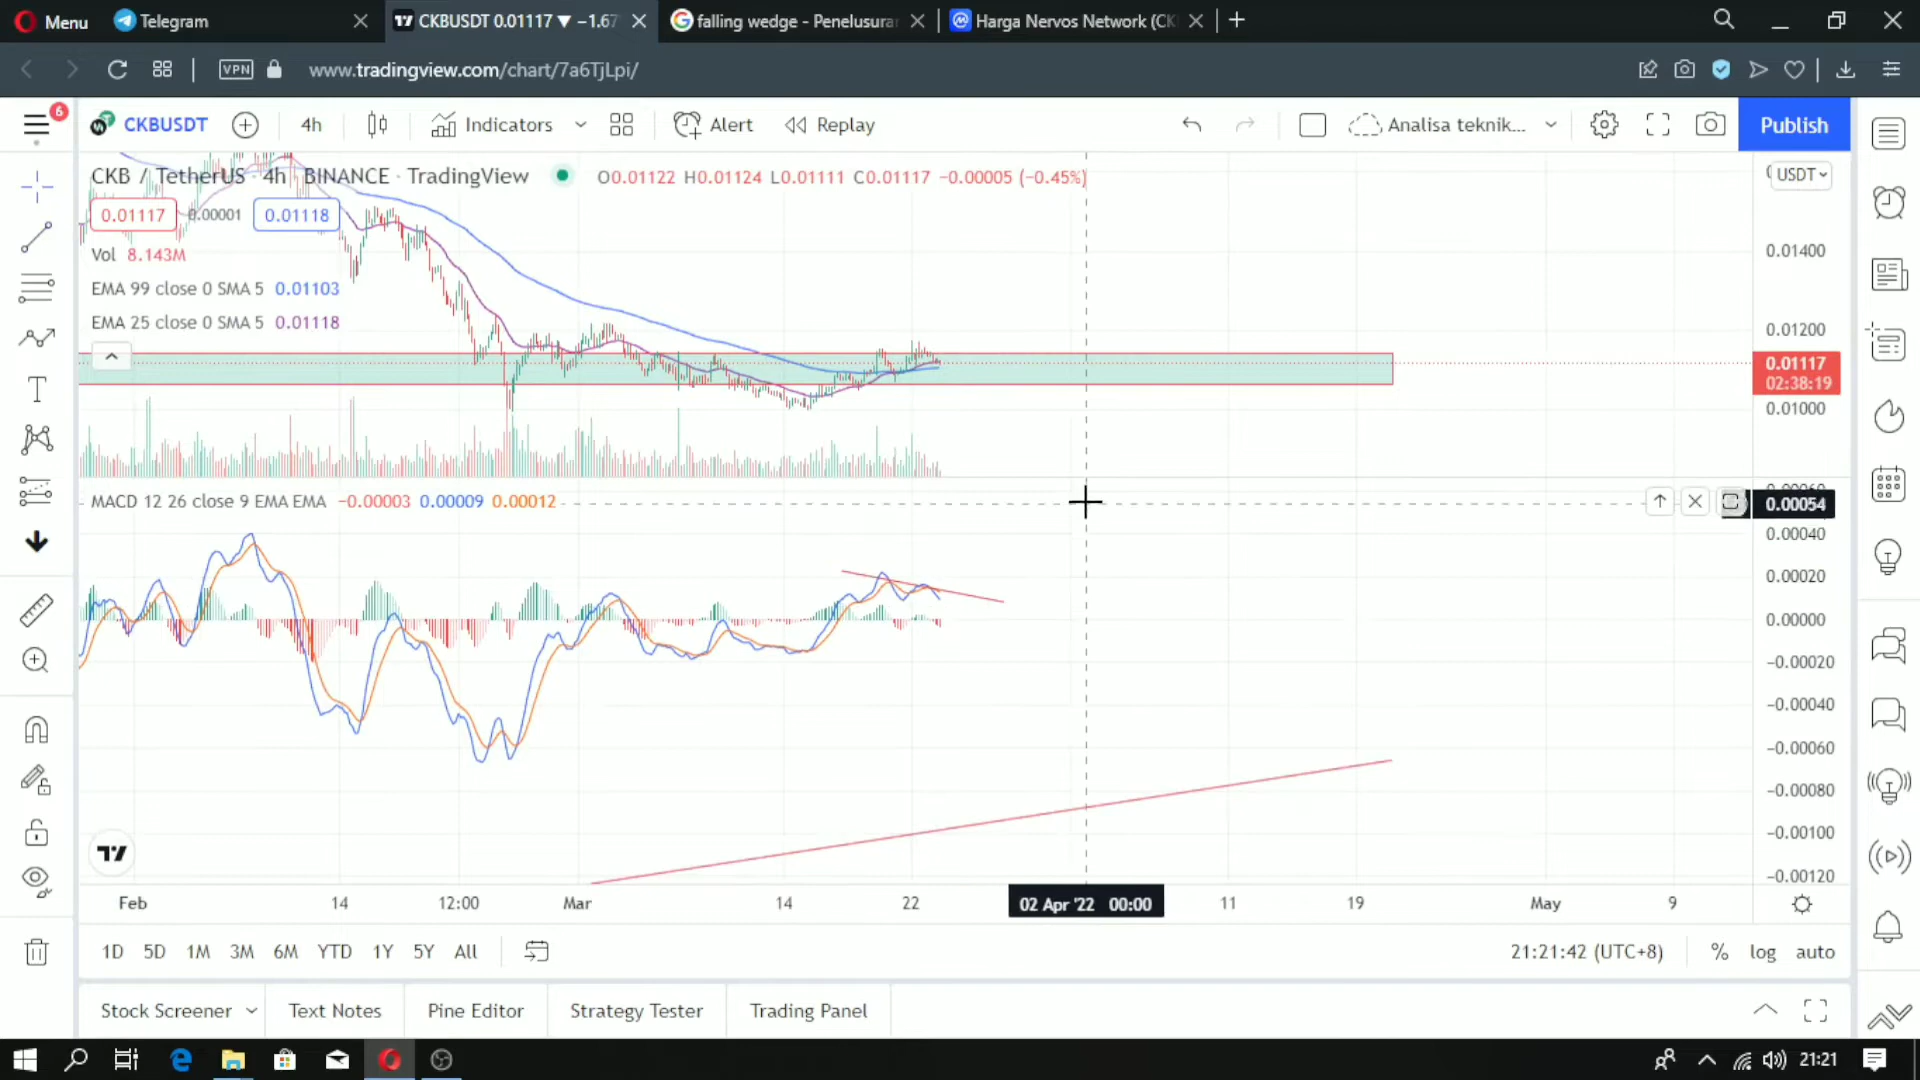 Menu
Telegram
CKBUSDT 0.01117 ▼ −1.67
falling wedge - Penelusura
Harga Nervos Network (CK
VPN
www.tradingview.com/chart/7a6TjLpi/
6
CKBUSDT
4h
Indicators
Alert
Replay
Analisa teknik...
Publish
CKB / TetherUS · 4h · BINANCE · TradingView
O0.01122 H0.01124 L0.01111 C0.01117 −0.00005 (−0.45%)
USDT
0.01117
0.00001
0.01118
Vol 8.143M
EMA 99 close 0 SMA 5 0.01103
EMA 25 close 0 SMA 5 0.01118
0.01400
0.01200
0.01117
02:38:19
0.01000
MACD 12 26 close 9 EMA EMA −0.00003 0.00009 0.00012
0.00054
0.00040
0.00020
0.00000
−0.00020
−0.00040
−0.00060
−0.00080
−0.00100
−0.00120
Feb
14
12:00
Mar
14
22
02 Apr '22 00:00
11
19
May
9
1D
5D
1M
3M
6M
YTD
1Y
5Y
All
21:21:42 (UTC+8)
%
log
auto
Stock Screener
Text Notes
Pine Editor
Strategy Tester
Trading Panel
21:21